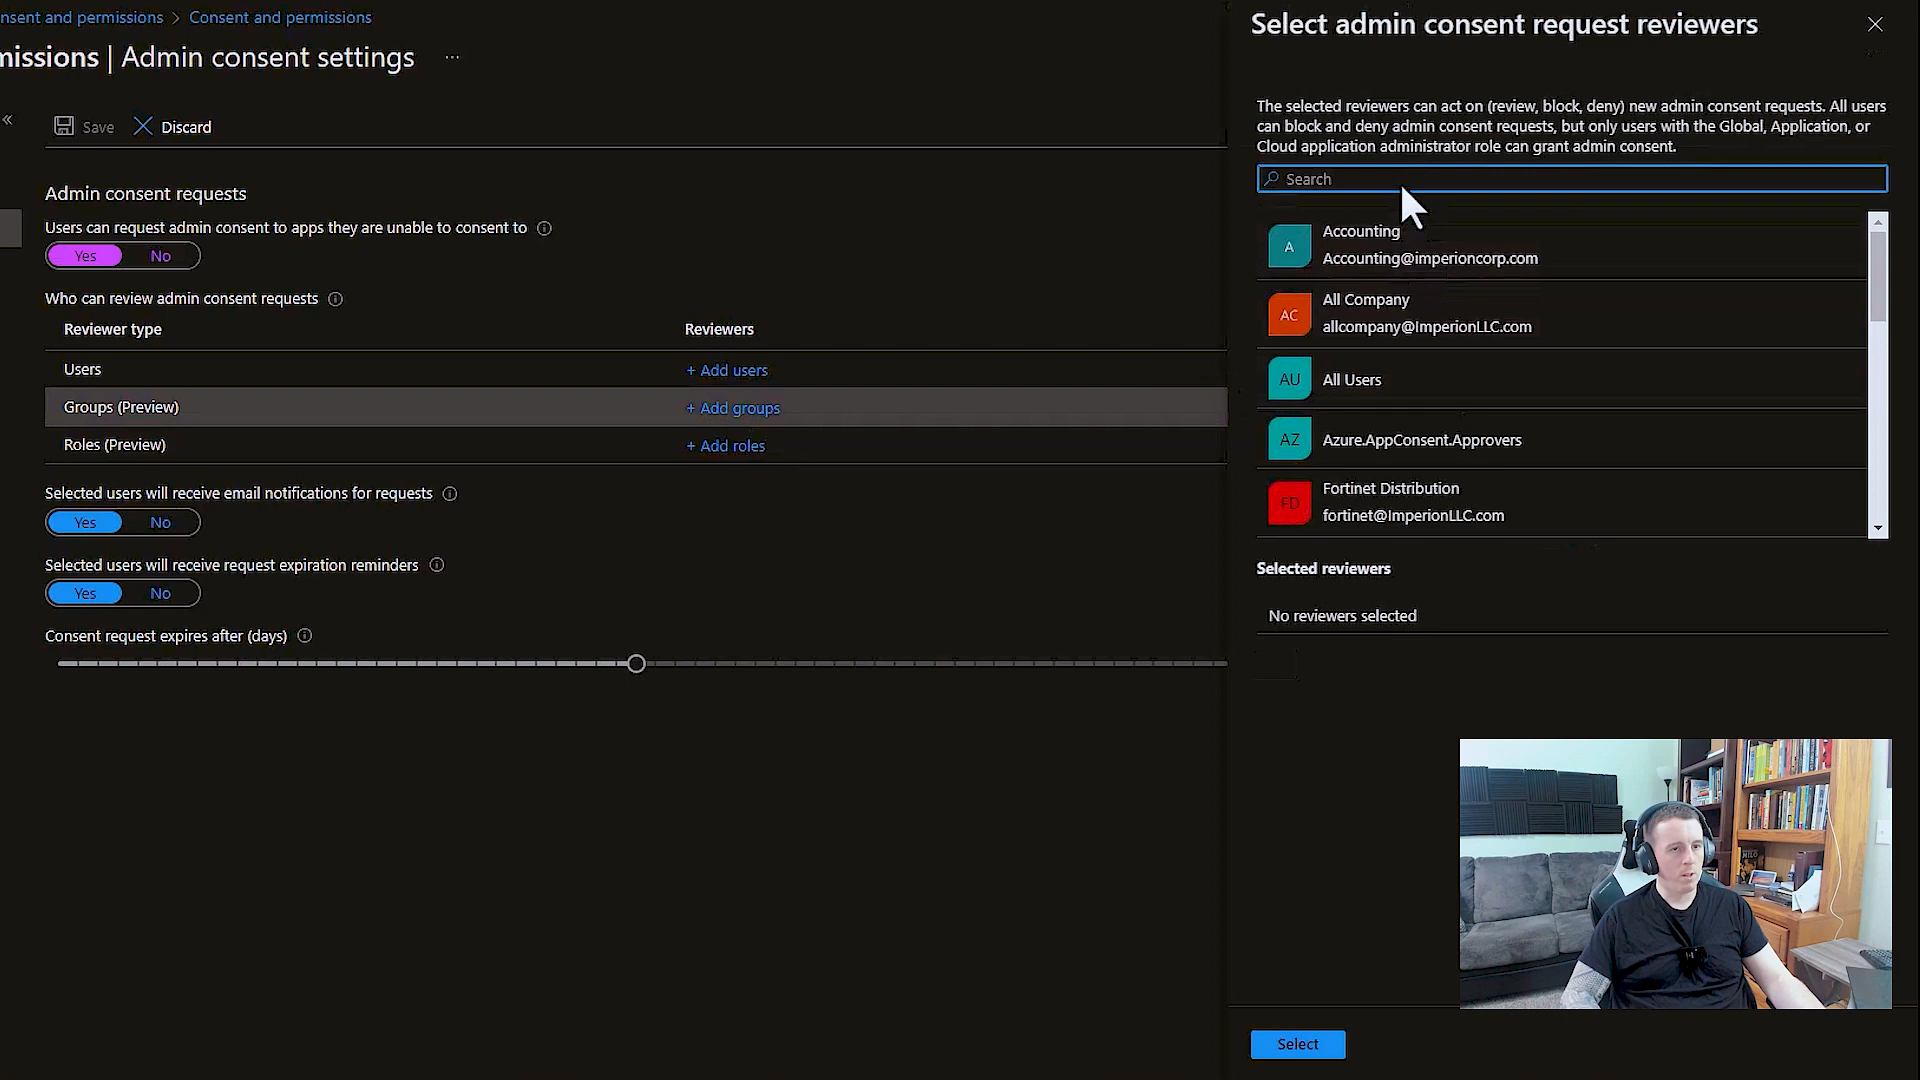 nsent and permissions > Consent and permissions
missions | Admin consent settings ...
Save Discard
Admin consent requests
Users can request admin consent to apps they are unable to consent to
Yes No
Who can review admin consent requests
Reviewer type Reviewers
Users + Add users
Groups (Preview) + Add groups
Roles (Preview) + Add roles
Selected users will receive email notifications for requests
Yes No
Selected users will receive request expiration reminders
Yes No
Consent request expires after (days)
Select admin consent request reviewers
The selected reviewers can act on (review, block, deny) new admin consent requests. All users
can block and deny admin consent requests, but only users with the Global, Application, or
Cloud application administrator role can grant admin consent.
Search
A Accounting
Accounting@imperioncorp.com
AC All Company
allcompany@ImperionLLC.com
AU All Users
AZ Azure.AppConsent.Approvers
FD Fortinet Distribution
fortinet@ImperionLLC.com
Selected reviewers
No reviewers selected
Select